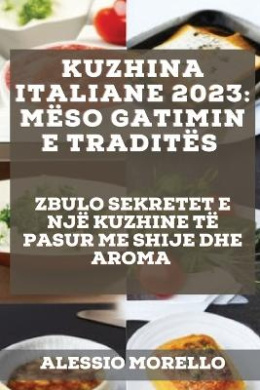 KUZHINA
ITALIANE 2023:
MËSO GATIMIN
E TRADITËS
ZBULO SEKRETET E
NJË KUZHINE TË
PASUR ME SHIJE DHE
AROMA
ALESSIO MORELLO